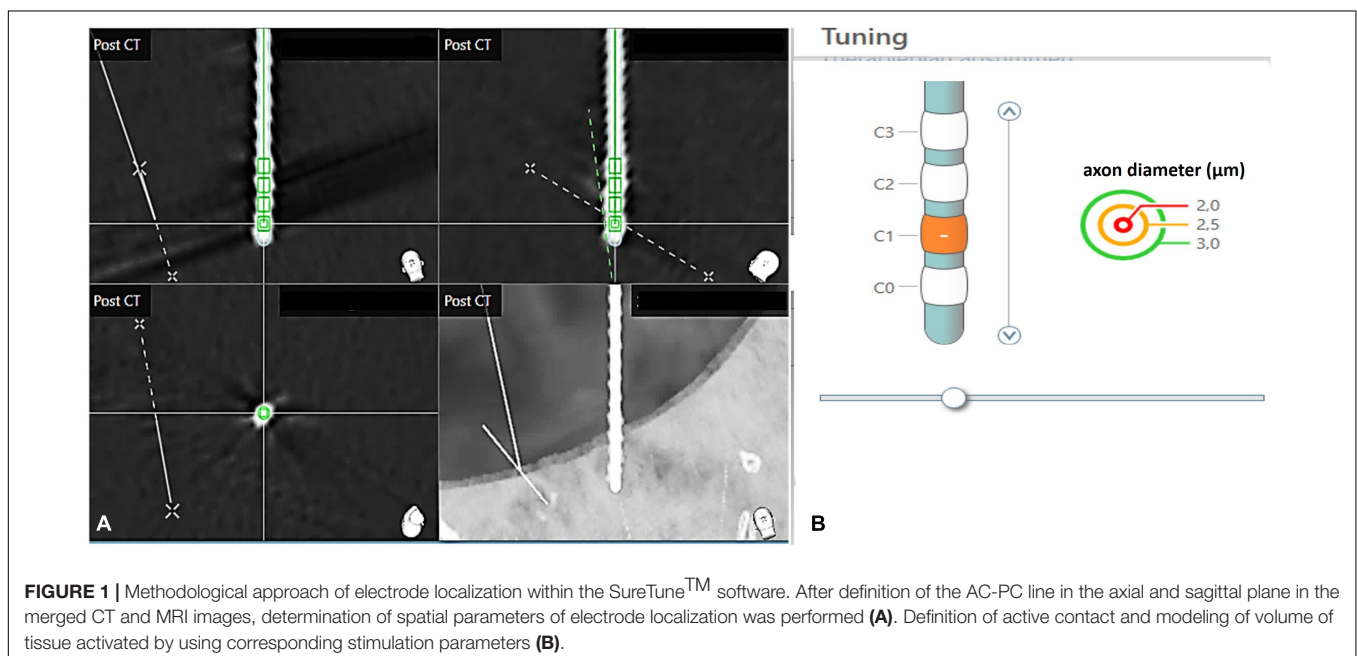 Post CT
Post CT
Post CT
Post CT
A
Tuning
C3
C2
C1
-
C0
axon diameter (µm)
2,0
2,5
3,0
B
FIGURE 1 | Methodological approach of electrode localization within the SureTune™ software. After definition of the AC-PC line in the axial and sagittal plane in the
merged CT and MRI images, determination of spatial parameters of electrode localization was performed (A). Definition of active contact and modeling of volume of
tissue activated by using corresponding stimulation parameters (B).